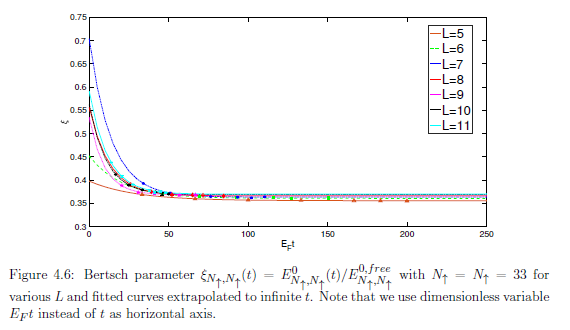 0.75
0.7
0.65
0.6
0.55
0.5
0.45
0.4
0.35
0.3
ξ
0 50 100 150 200 250
E_F t
L=5
L=6
L=7
L=8
L=9
L=10
L=11
Figure 4.6: Bertsch parameter ξ_{N↑,N↑}(t) = E^0_{N↑,N↑}(t)/E^{0,free}_{N↑,N↑} with N↑ = N↑ = 33 for
various L and fitted curves extrapolated to infinite t. Note that we use dimensionless variable
E_F t instead of t as horizontal axis.